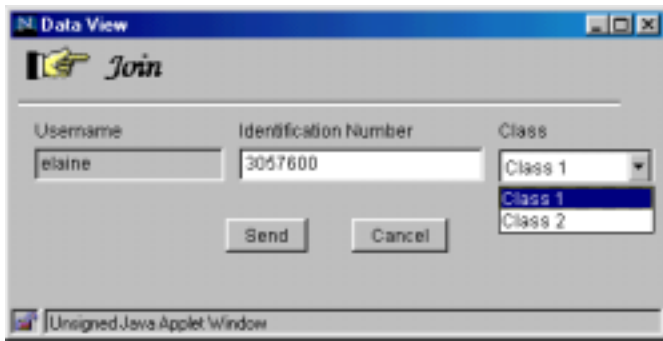 Data View
Join
Username
Identification Number
Class
elaine
3057600
Class 1
Class 1
Class 2
Send
Cancel
Unsigned Java Applet Window